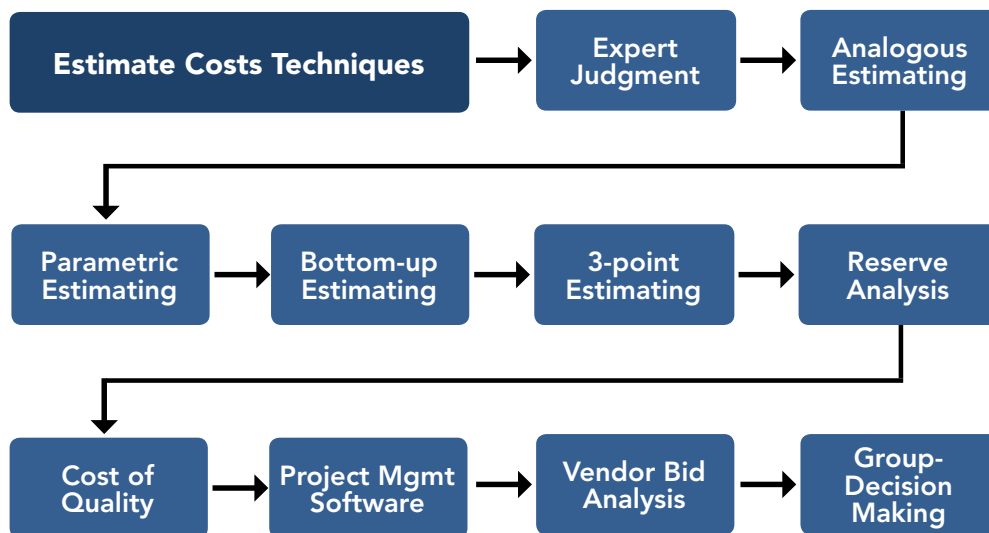 Estimate Costs Techniques
Expert
Judgment
Analogous
Estimating
Parametric
Estimating
Bottom-up
Estimating
3-point
Estimating
Reserve
Analysis
Cost of
Quality
Project Mgmt
Software
Vendor Bid
Analysis
Group-
Decision
Making